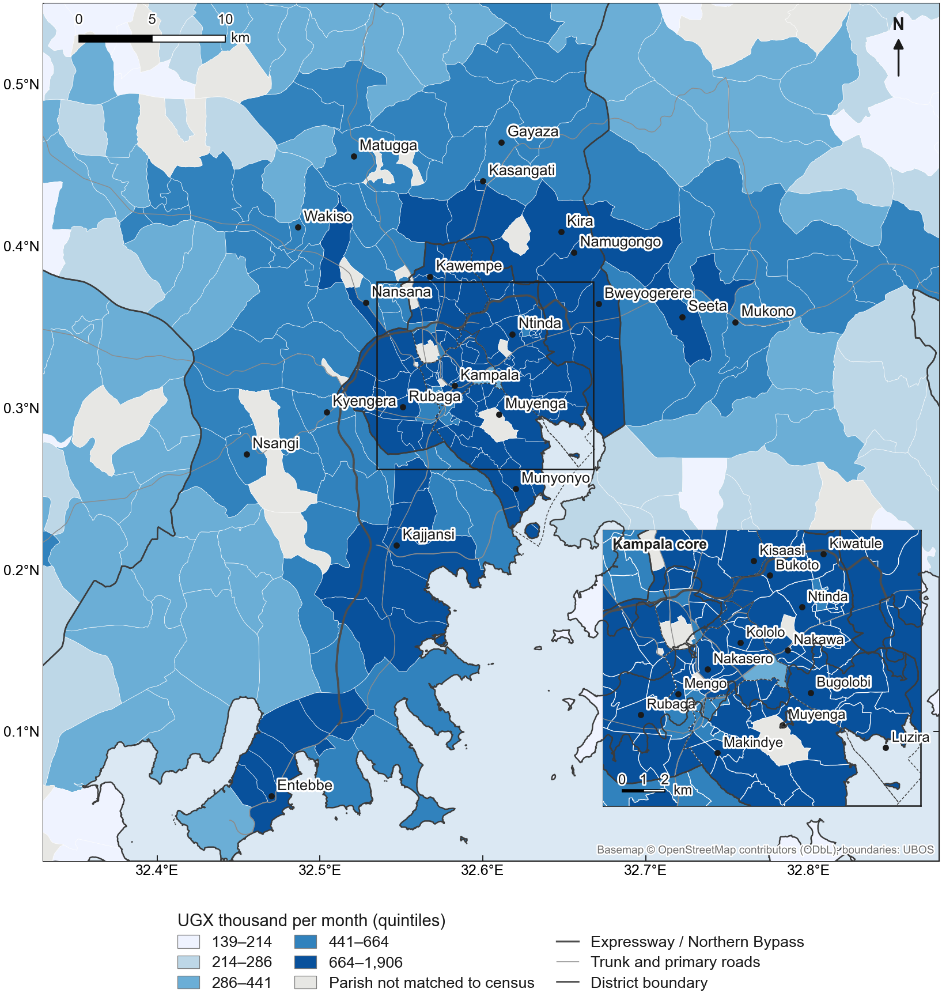 0 5 10
km
N
0.5°N
Gayaza
Matugga
Kasangati
Wakiso
Kira
0.4°N
Namugongo
Kawempe
Nansana
Bweyogerere
Seeta
Mukono
Ntinda
Kampala
Rubaga
Kyengera
Muyenga
0.3°N
Nsangi
Munyonyo
Kajjansi
Kampala core
Kiwatule
Kisaasi
Bukoto
0.2°N
Ntinda
Kololo
Nakawa
Nakasero
Mengo
Bugolobi
Rubaga
Muyenga
0.1°N
Luzira
Makindye
0 1 2
km
Entebbe
Basemap © OpenStreetMap contributors (ODbL); boundaries: UBOS
32.4°E 32.5°E 32.6°E 32.7°E 32.8°E
UGX thousand per month (quintiles)
139–214
214–286
286–441
441–664
664–1,906
Parish not matched to census
Expressway / Northern Bypass
Trunk and primary roads
District boundary